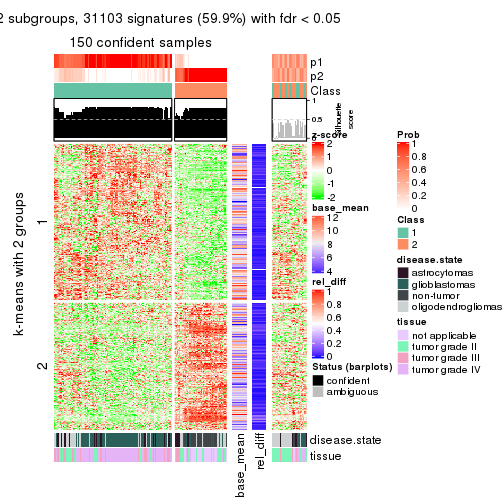 2 subgroups, 31103 signatures (59.9%) with fdr < 0.05
150 confident samples
p1
p2
Class
1
0.5
0
Silhouette
score
k-means with 2 groups
1
2
z-score
2
1
0
-1
-2
base_mean
12
10
8
6
4
rel_diff
1
0.8
0.6
0.4
0.2
0
Status (barplots)
confident
ambiguous
Prob
1
0.8
0.6
0.4
0.2
0
Class
1
2
disease.state
astrocytomas
glioblastomas
non-tumor
oligodendrogliomas
tissue
not applicable
tumor grade II
tumor grade III
tumor grade IV
disease.state
tissue
base_mean
rel_diff